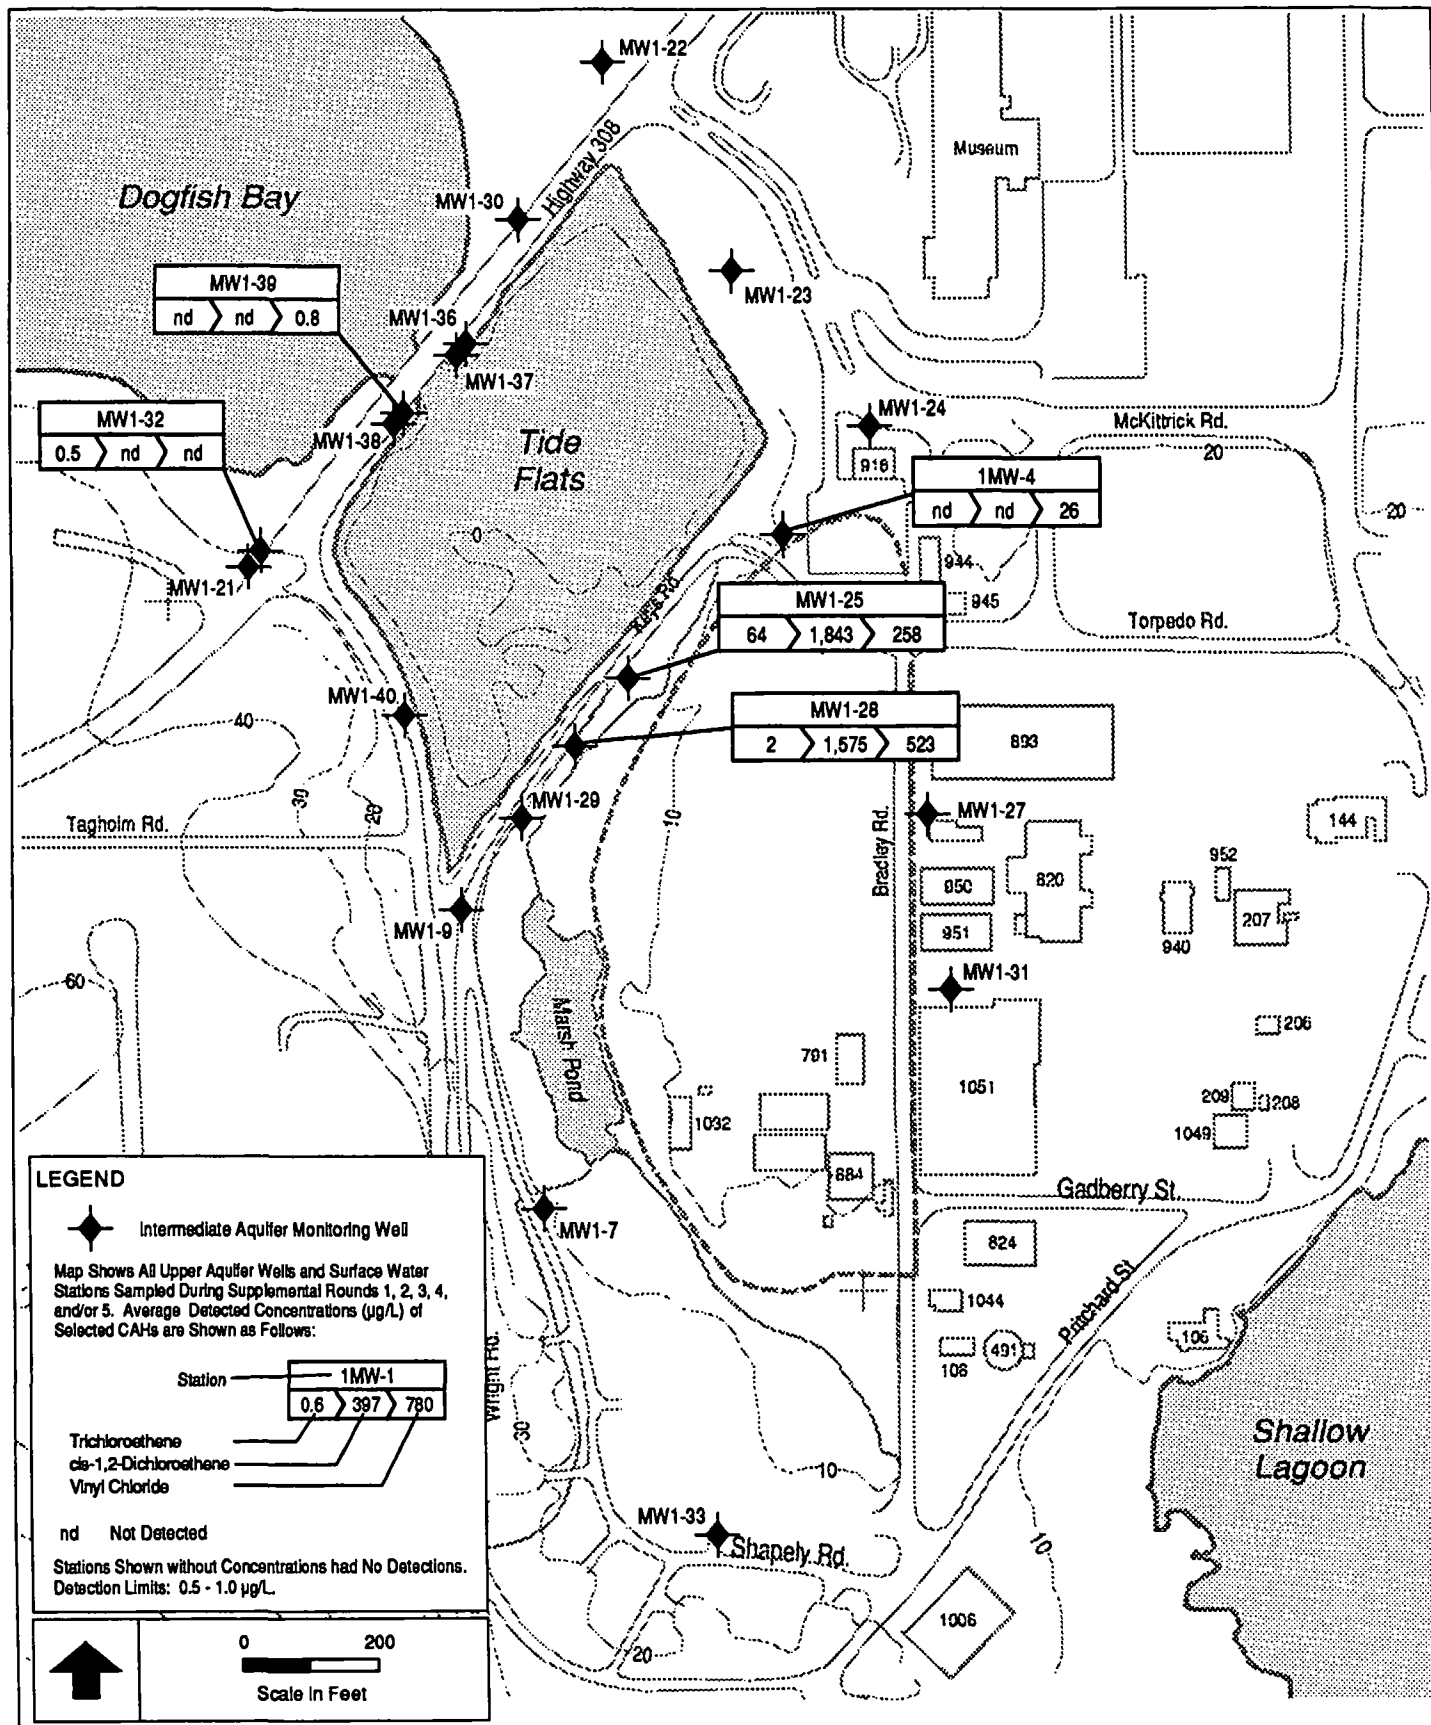 MW1-22
Highway 308
Museum
Dogfish Bay
MW1-30
MW1-23
MW1-39
nd nd 0.8
MW1-36
MW1-37
MW1-24
McKittrick Rd.
20
MW1-32
0.5 nd nd
MW1-38
Tide
Flats
916
1MW-4
nd nd 26
20
0
944
MW1-21
MW1-25
64 1,843 258
945
Torpedo Rd.
Keys Rd
MW1-40
40
MW1-28
2 1,575 523
893
30
20
MW1-29
10
MW1-27
144
Tagholm Rd.
Bradley Rd.
952
950
820
207
951
940
MW1-9
60
MW1-31
Marsh Pond
206
791
1051
209
208
1032
1049
884
Gadberry St.
MW1-7
824
1044
Pritchard St
106
108
491
LEGEND
Intermediate Aquifer Monitoring Well
Map Shows All Upper Aquifer Wells and Surface Water
Stations Sampled During Supplemental Rounds 1, 2, 3, 4,
and/or 5. Average Detected Concentrations (µg/L) of
Selected CAHs are Shown as Follows:
Station
1MW-1
0.6 397 780
Trichloroethene
cis-1,2-Dichloroethene
Vinyl Chloride
nd Not Detected
Stations Shown without Concentrations had No Detections.
Detection Limits: 0.5 - 1.0 µg/L.
Wright Rd.
30
10
Shallow
Lagoon
MW1-33
Shapely Rd.
10
1006
20
0 200
Scale in Feet